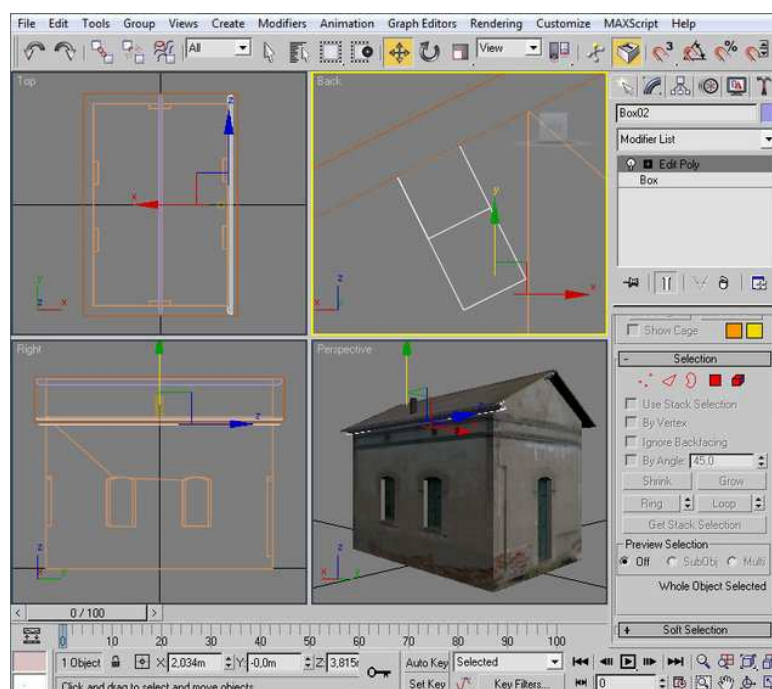 File Edit Tools Group Views Create Modifiers Animation Graph Editors Rendering Customize MAXScript Help
All View 3 %
Top
Back
Box02
Modifier List
Edit Poly
Box
z
x
y
z x
y
x
z
x
Show Cage
Right
Perspective
Selection
Use Stack Selection
By Vertex
Ignore Backfacing
By Angle: 45.0
Shrink Grow
Ring Loop
Get Stack Selection
Preview Selection
Off SubObj Multi
Whole Object Selected
z
x y
z
x y
0 / 100
Soft Selection
0 10 20 30 40 50 60 70 80 90 100
1 Object X: 2,034m Y: -0,0m Z: 3,815m Auto Key Selected
Click and drag to select and move objects Set Key Key Filters... 0